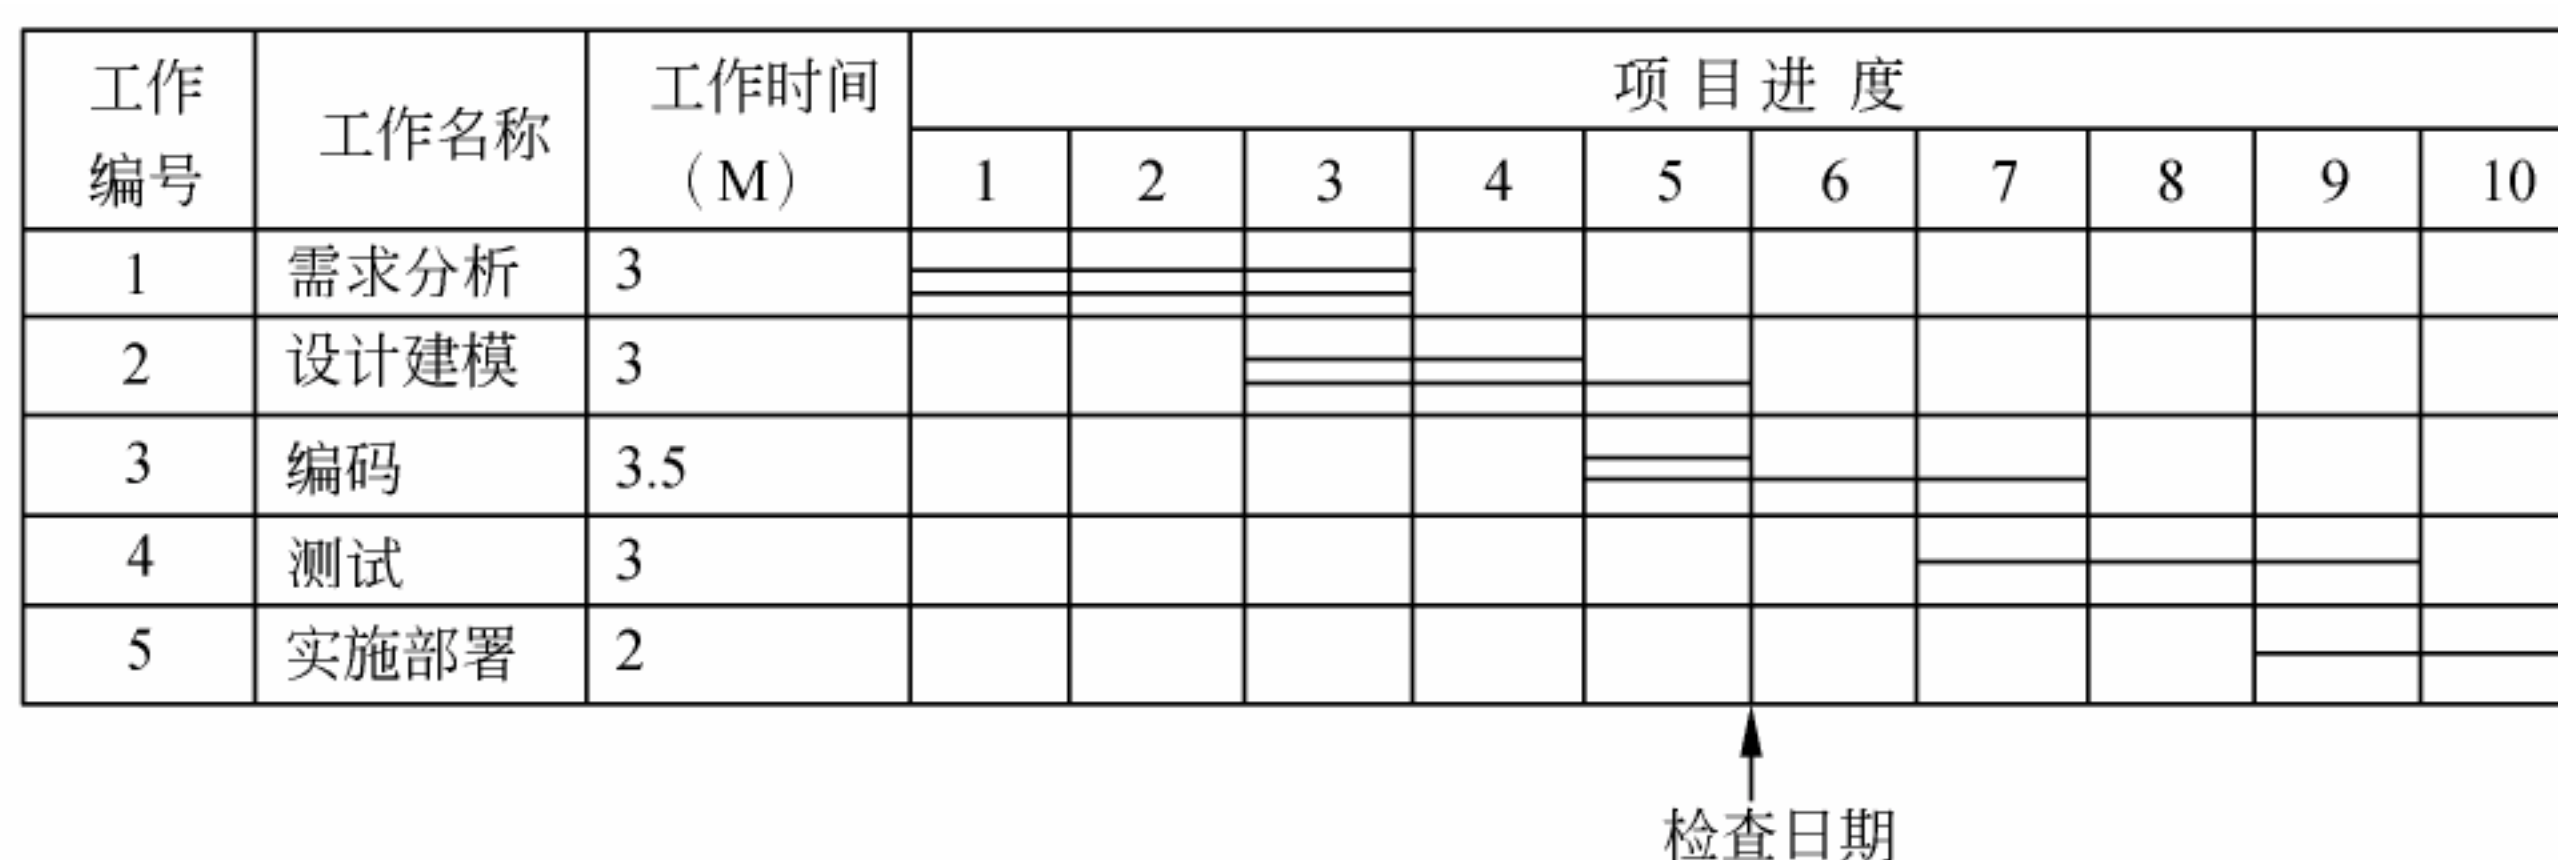 工作编号 工作名称 工作时间（M） 项目进度
1 2 3 4 5 6 7 8 9 10
1 需求分析 3
2 设计建模 3
3 编码 3.5
4 测试 3
5 实施部署 2
检查日期